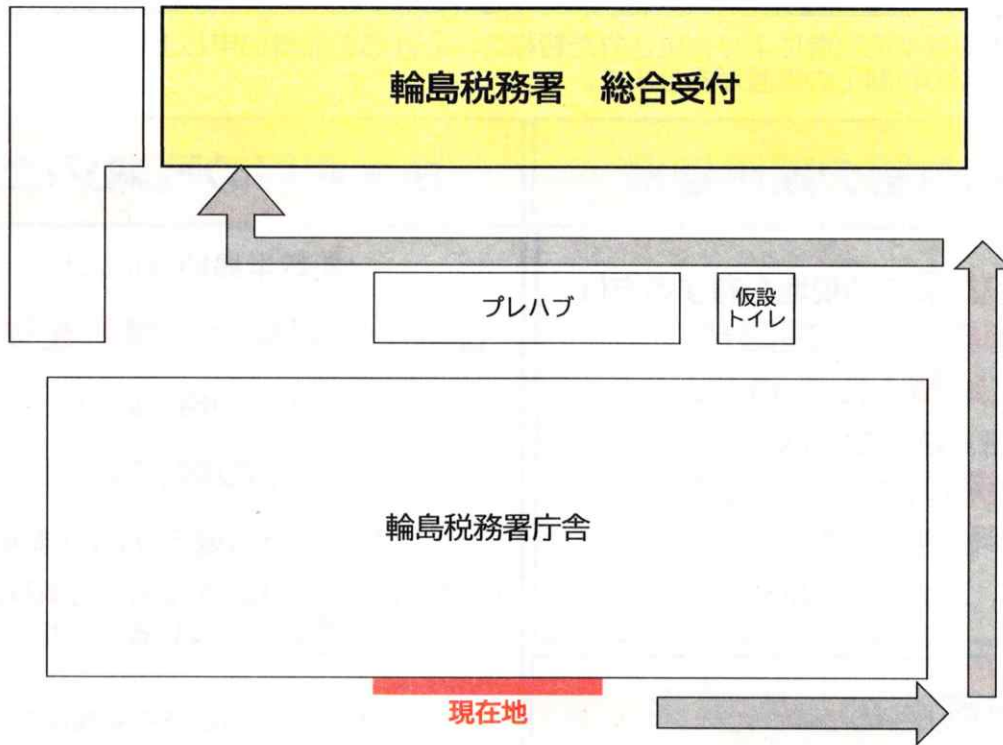 輪島税務署　総合受付
プレハブ
仮設
トイレ
輪島税務署庁舎
現在地